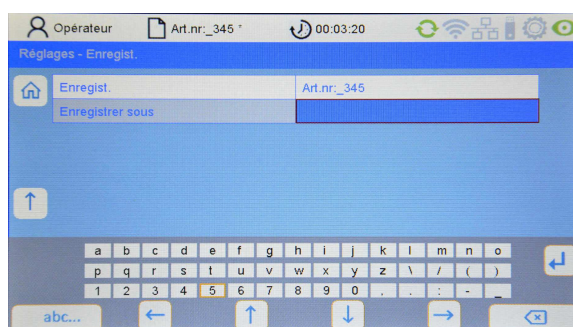 Opérateur Art.nr:_345 * 00:03:20
Réglages - Enregist.
Enregist. Art.nr:_345
Enregistrer sous
a b c d e f g h i j k l m n o
p q r s t u v w x y z \ / ( )
1 2 3 4 5 6 7 8 9 0 . , : - _
abc...